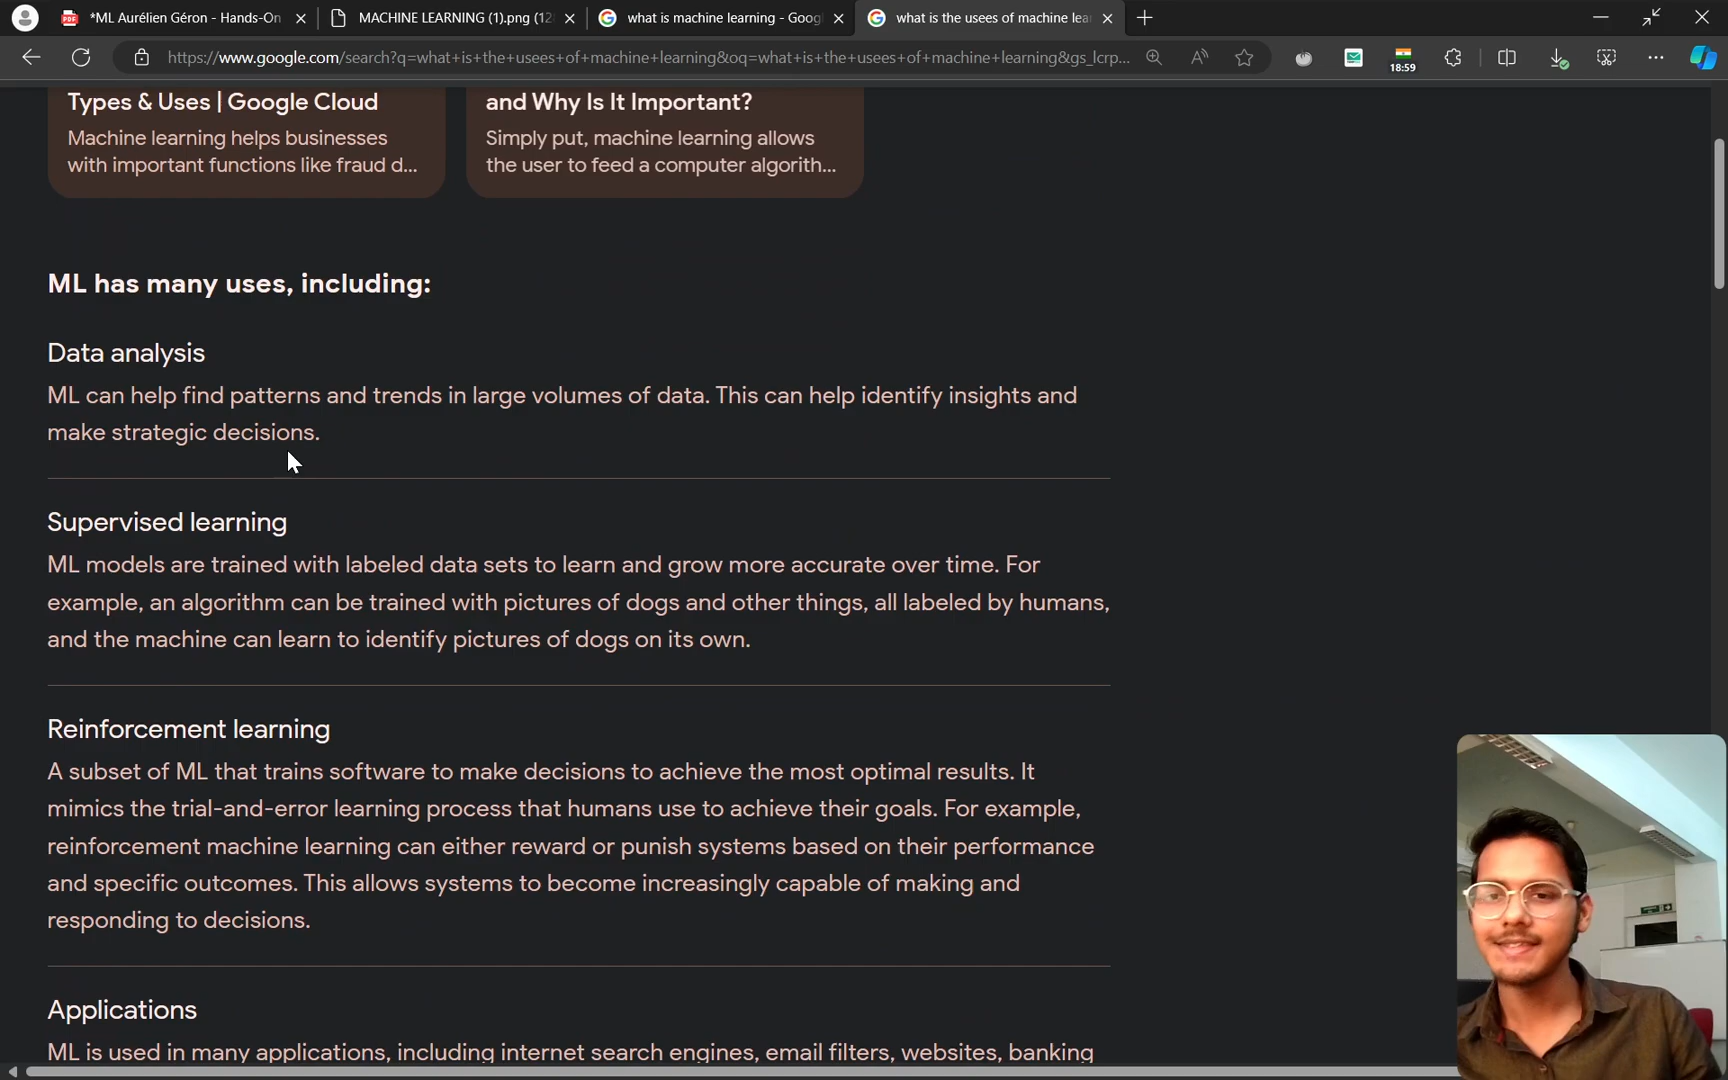 *ML Aurélien Géron - Hands-On
MACHINE LEARNING (1).png (12
what is machine learning - Goog
what is the usees of machine lea
https://www.google.com/search?q=what+is+the+usees+of+machine+learning&oq=what+is+the+usees+of+machine+learning&gs_lcrp...
18:59
Types & Uses | Google Cloud
Machine learning helps businesses
with important functions like fraud d...
and Why Is It Important?
Simply put, machine learning allows
the user to feed a computer algorith...
ML has many uses, including:
Data analysis
ML can help find patterns and trends in large volumes of data. This can help identify insights and
make strategic decisions.
Supervised learning
ML models are trained with labeled data sets to learn and grow more accurate over time. For
example, an algorithm can be trained with pictures of dogs and other things, all labeled by humans,
and the machine can learn to identify pictures of dogs on its own.
Reinforcement learning
A subset of ML that trains software to make decisions to achieve the most optimal results. It
mimics the trial-and-error learning process that humans use to achieve their goals. For example,
reinforcement machine learning can either reward or punish systems based on their performance
and specific outcomes. This allows systems to become increasingly capable of making and
responding to decisions.
Applications
ML is used in many applications, including internet search engines, email filters, websites, banking